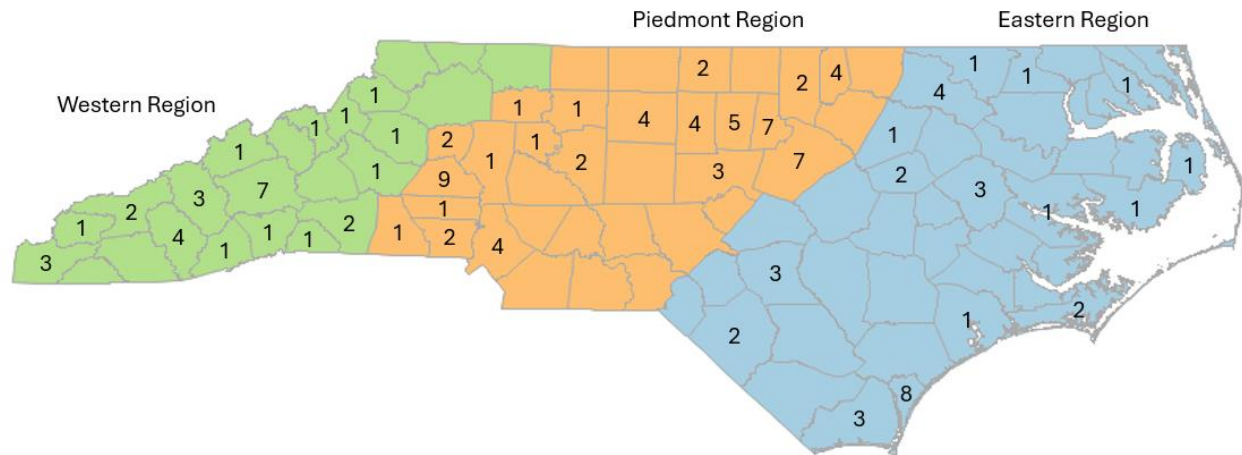 Piedmont Region Eastern Region
Western Region
2 2 4 1 1 1
1 1 1 4 4
1 1 1 4 4 5 7 1
1 2 1 1 2 3 7 2 1
3 7 1 9 3
2 1 1 1
1 4 1 1 1 2 1 2 4
3 3
2 1 2
8
3